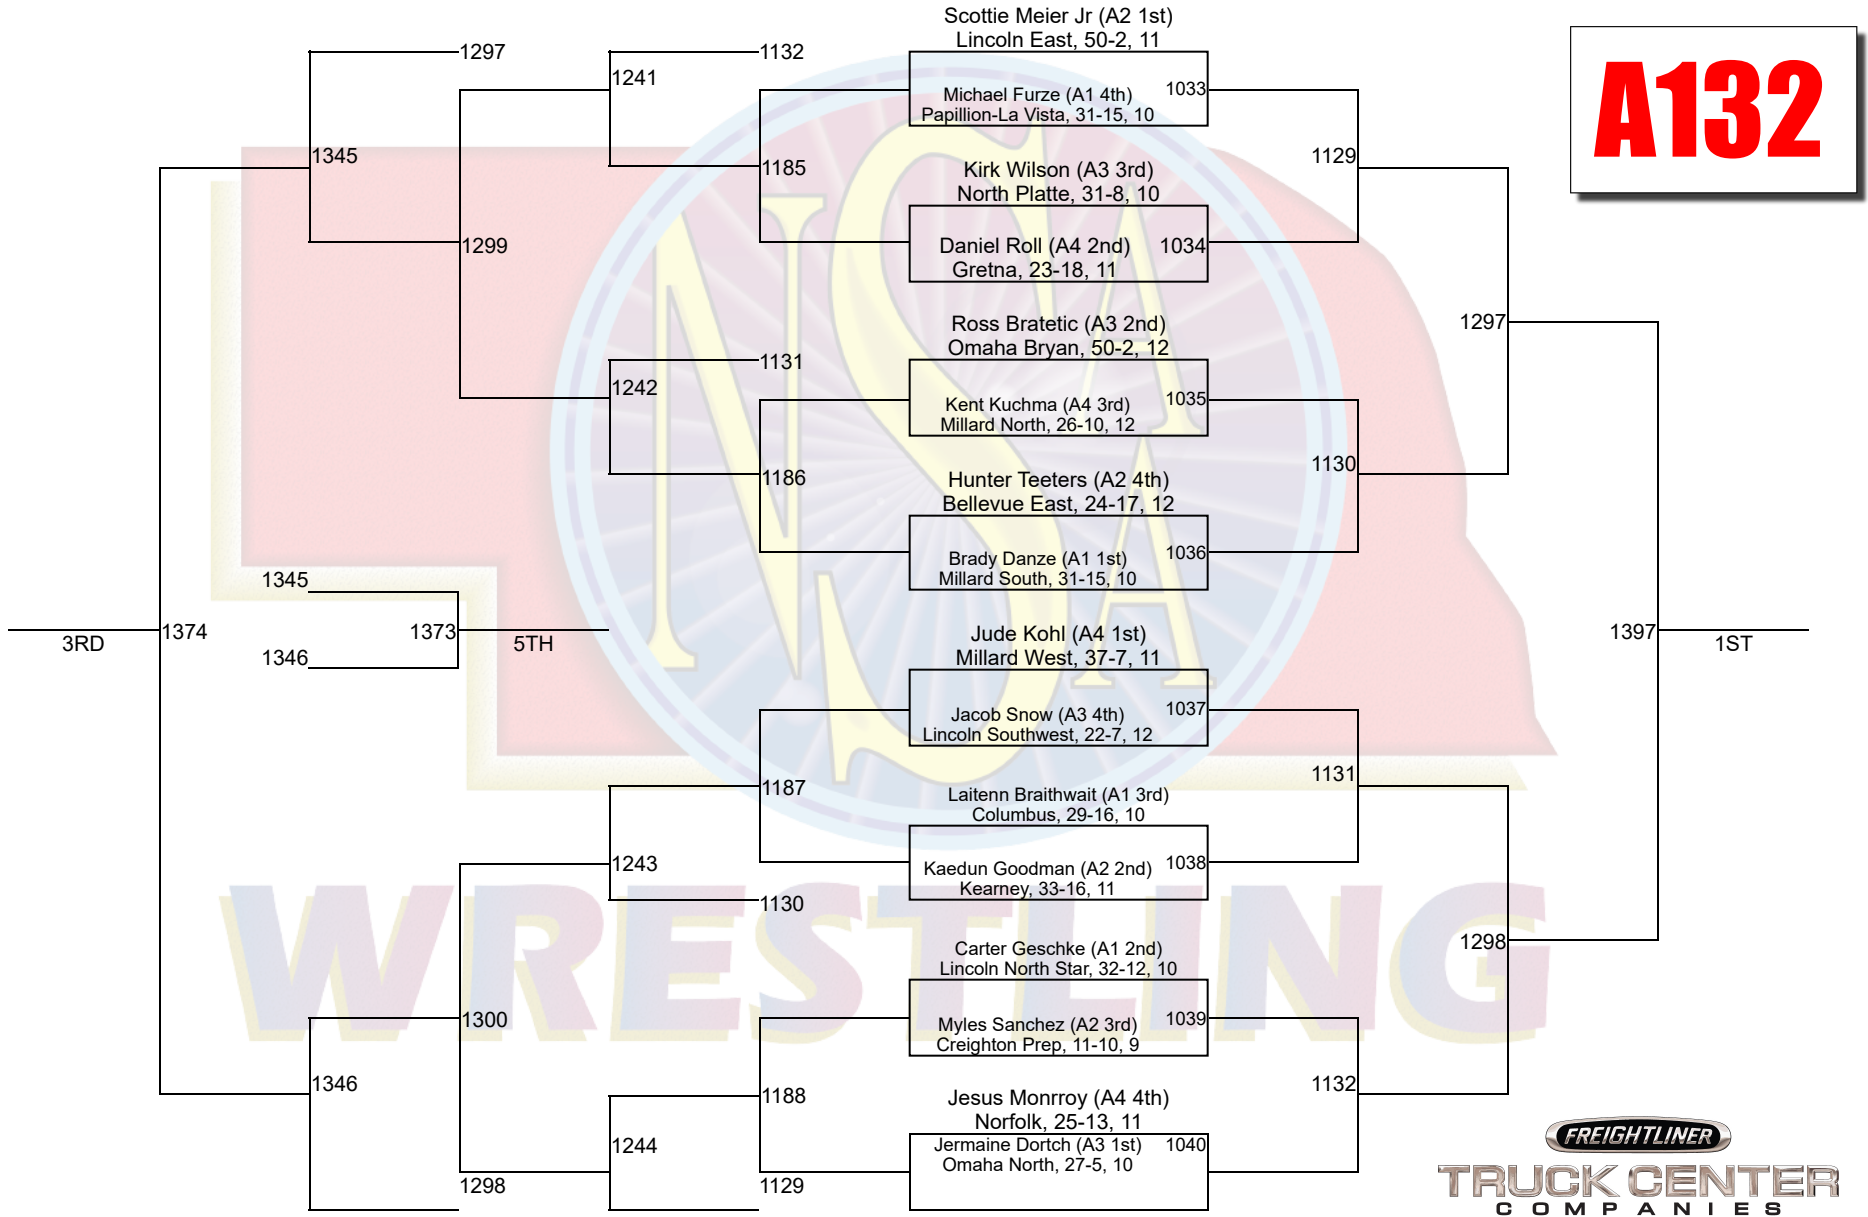 A132
Scottie Meier Jr (A2 1st)
Lincoln East, 50-2, 11
Michael Furze (A1 4th)
Papillion-La Vista, 31-15, 10
1033
Kirk Wilson (A3 3rd)
North Platte, 31-8, 10
Daniel Roll (A4 2nd)
Gretna, 23-18, 11
1034
Ross Bratetic (A3 2nd)
Omaha Bryan, 50-2, 12
Kent Kuchma (A4 3rd)
Millard North, 26-10, 12
1035
Hunter Teeters (A2 4th)
Bellevue East, 24-17, 12
Brady Danze (A1 1st)
Millard South, 31-15, 10
1036
Jude Kohl (A4 1st)
Millard West, 37-7, 11
Jacob Snow (A3 4th)
Lincoln Southwest, 22-7, 12
1037
Laitenn Braithwait (A1 3rd)
Columbus, 29-16, 10
Kaedun Goodman (A2 2nd)
Kearney, 33-16, 11
1038
Carter Geschke (A1 2nd)
Lincoln North Star, 32-12, 10
Myles Sanchez (A2 3rd)
Creighton Prep, 11-10, 9
1039
Jesus Monrroy (A4 4th)
Norfolk, 25-13, 11
Jermaine Dortch (A3 1st)
Omaha North, 27-5, 10
1040
1129
1130
1131
1132
1297
1298
1397
1ST
1132
1185
1131
1186
1187
1130
1188
1129
1241
1242
1243
1244
1297
1299
1300
1298
1345
1346
1345
1346
1373
5TH
1374
3RD
NSAA
WRESTLING
FREIGHTLINER
TRUCK CENTER
COMPANIES